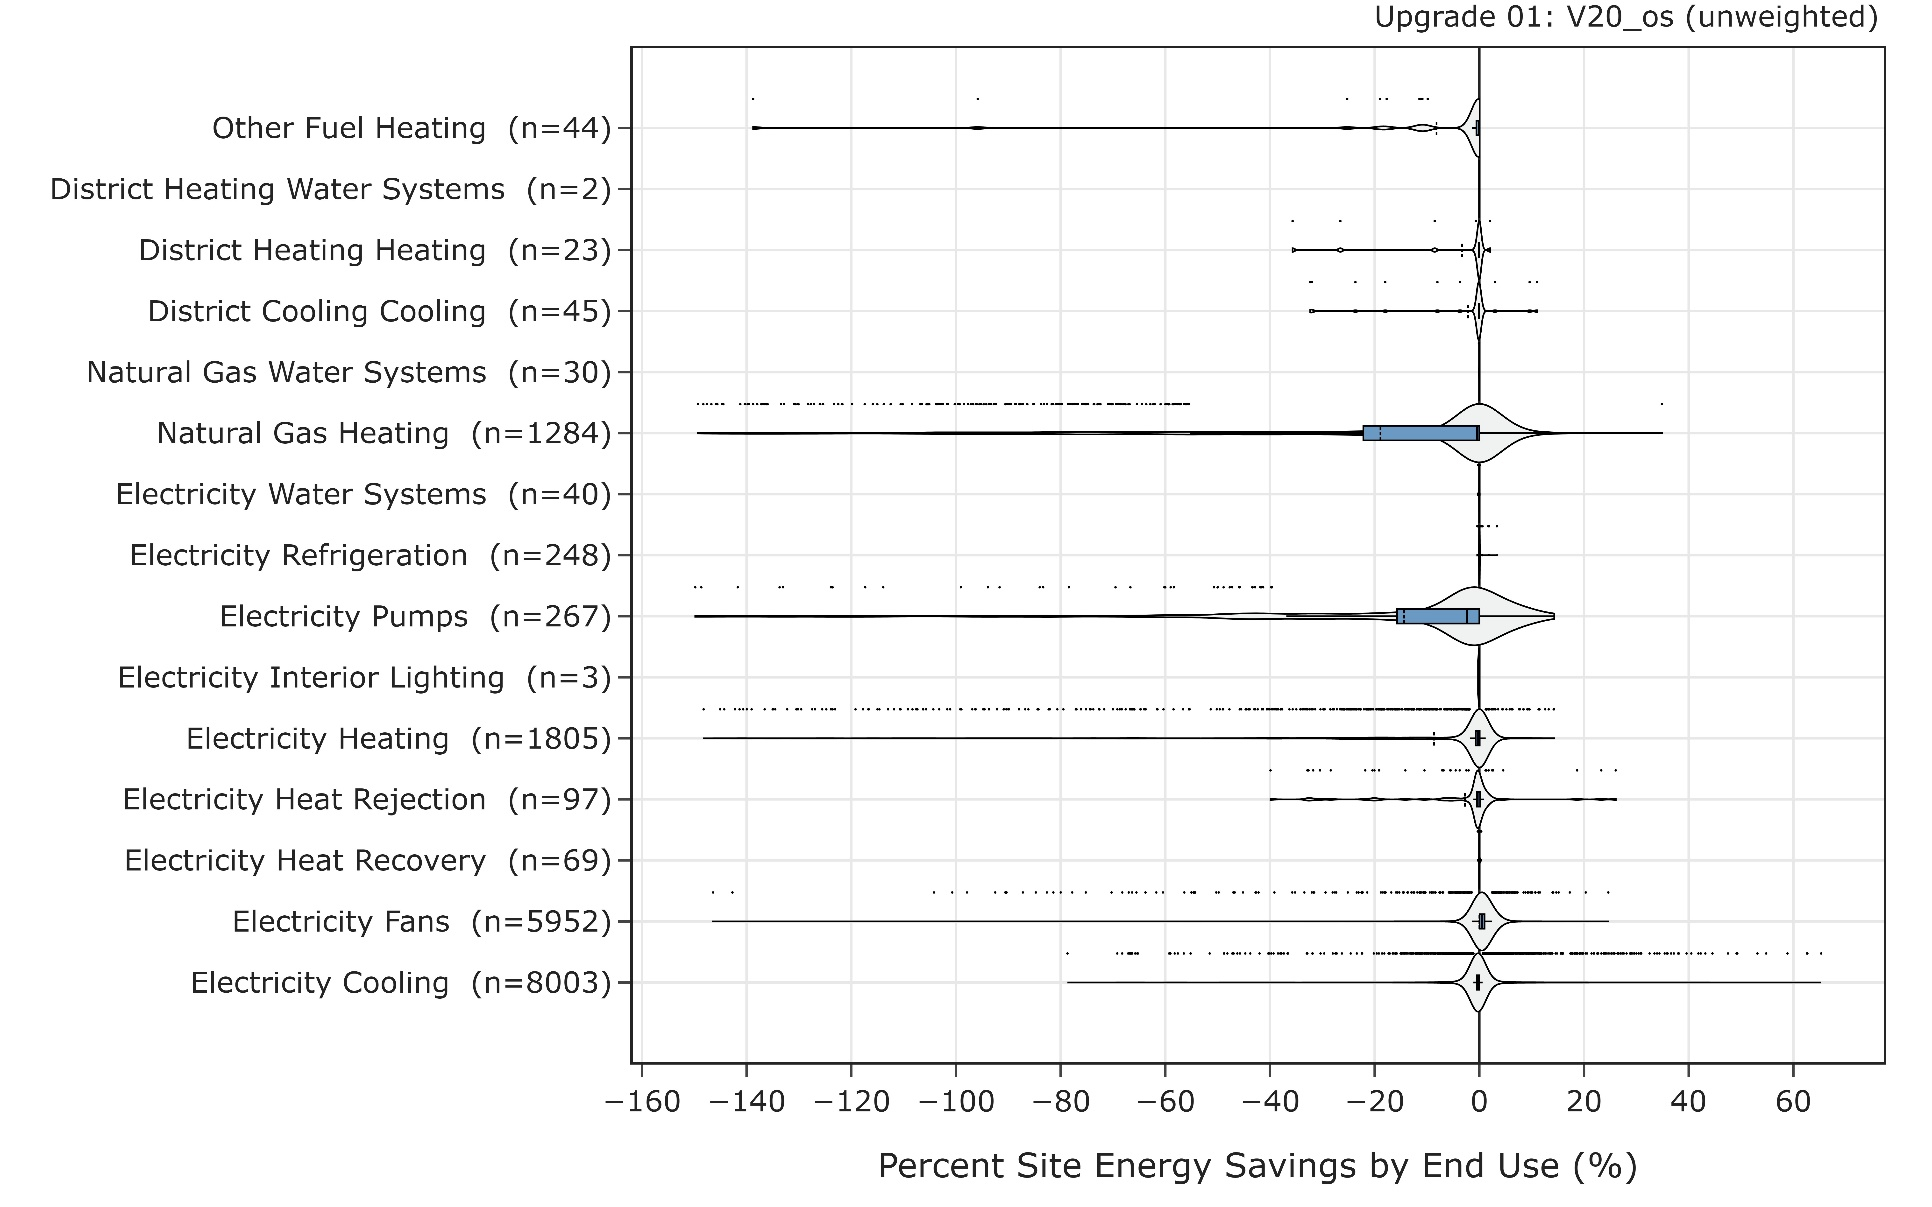 Upgrade 01: V20_os (unweighted)
Other Fuel Heating (n=44)
District Heating Water Systems (n=2)
District Heating Heating (n=23)
District Cooling Cooling (n=45)
Natural Gas Water Systems (n=30)
Natural Gas Heating (n=1284)
Electricity Water Systems (n=40)
Electricity Refrigeration (n=248)
Electricity Pumps (n=267)
Electricity Interior Lighting (n=3)
Electricity Heating (n=1805)
Electricity Heat Rejection (n=97)
Electricity Heat Recovery (n=69)
Electricity Fans (n=5952)
Electricity Cooling (n=8003)
−160 −140 −120 −100 −80 −60 −40 −20 0 20 40 60
Percent Site Energy Savings by End Use (%)